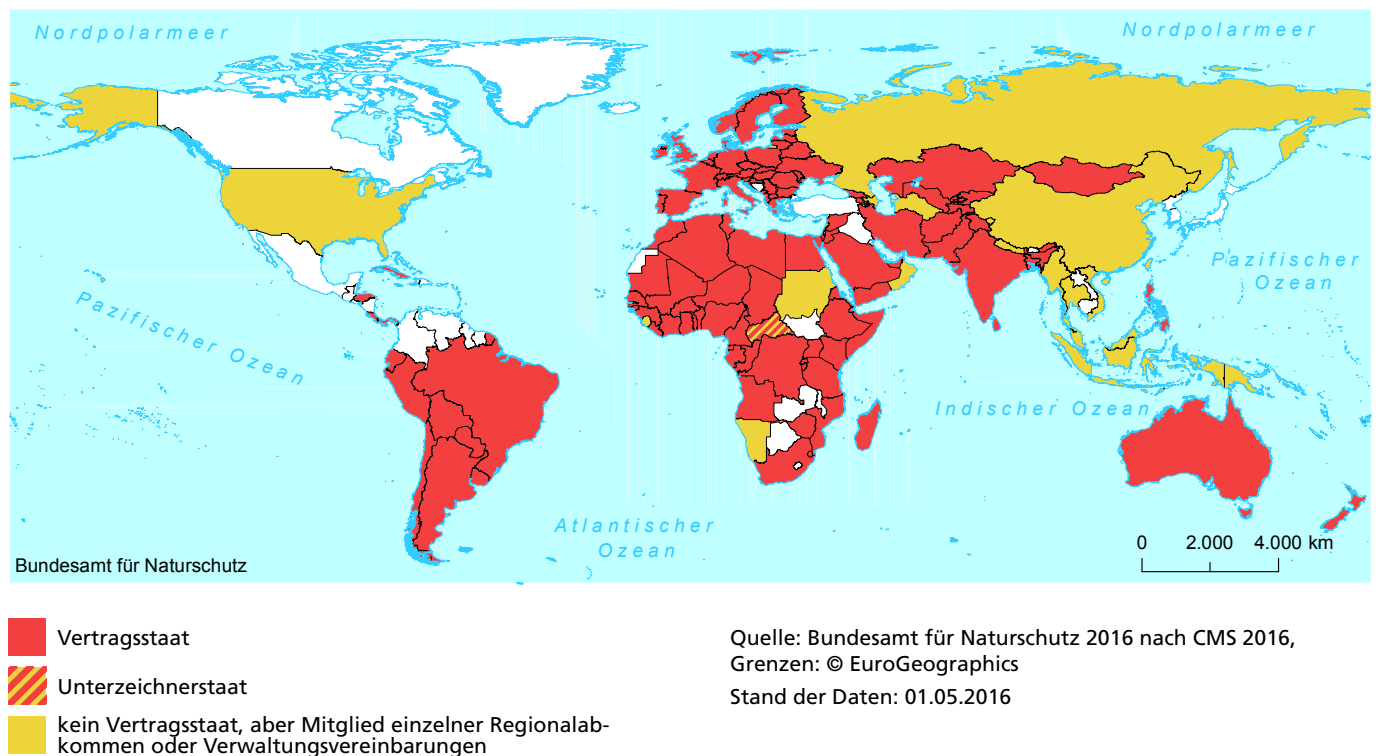 Nordpolarmeer
Nordpolarmeer
Pazifischer Ozean
Pazifischer
Ozean
Indischer Ozean
Atlantischer
Ozean
0 2.000 4.000 km
Bundesamt für Naturschutz
Vertragsstaat
Unterzeichnerstaat
kein Vertragsstaat, aber Mitglied einzelner Regionalab-
kommen oder Verwaltungsvereinbarungen
Quelle: Bundesamt für Naturschutz 2016 nach CMS 2016,
Grenzen: © EuroGeographics
Stand der Daten: 01.05.2016